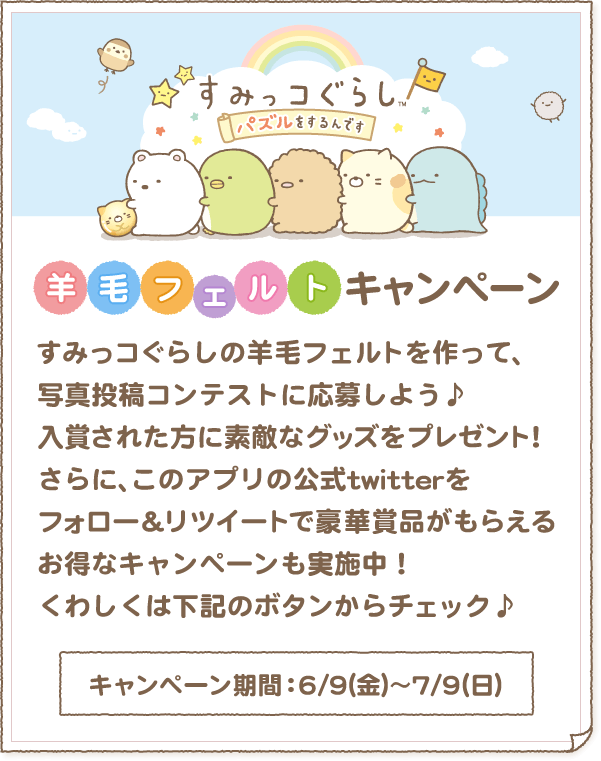 すみっコぐらし™
パズルをするんです
羊毛フェルトキャンペーン
すみっコぐらしの羊毛フェルトを作って、
写真投稿コンテストに応募しよう♪
入賞された方に素敵なグッズをプレゼント!
さらに、このアプリの公式twitterを
フォロー&リツイートで豪華賞品がもらえる
お得なキャンペーンも実施中！
くわしくは下記のボタンからチェック♪
キャンペーン期間：6/9(金)～7/9(日)